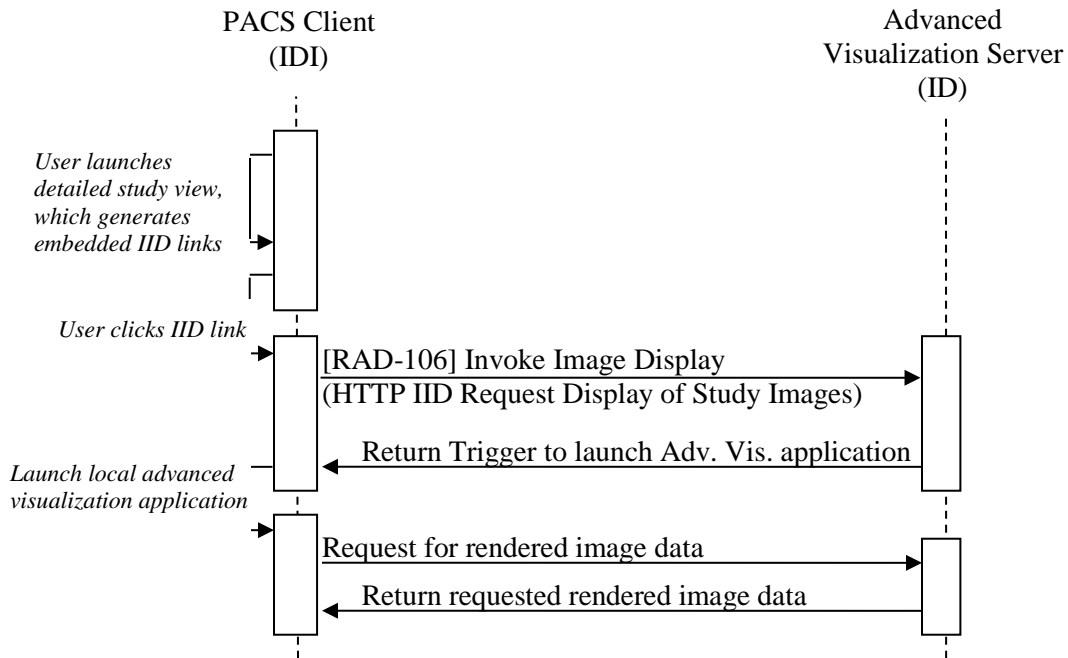 PACS Client
(IDI)
Advanced
Visualization Server
(ID)
User launches
detailed study view,
which generates
embedded IID links
User clicks IID link
[RAD-106] Invoke Image Display
(HTTP IID Request Display of Study Images)
Return Trigger to launch Adv. Vis. application
Launch local advanced
visualization application
Request for rendered image data
Return requested rendered image data